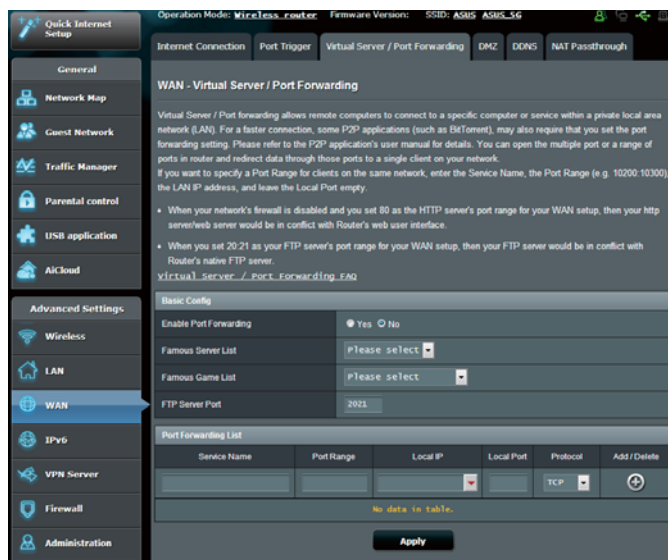 Quick Internet
Setup
Operation Mode: Wireless router Firmware Version: SSID: ASUS ASUS_5G
Internet Connection Port Trigger Virtual Server / Port Forwarding DMZ DDNS NAT Passthrough
General
Network Map
Guest Network
Traffic Manager
Parental control
USB application
AiCloud
Advanced Settings
Wireless
LAN
WAN
IPv6
VPN Server
Firewall
Administration
WAN - Virtual Server / Port Forwarding
Virtual Server / Port forwarding allows remote computers to connect to a specific computer or service within a private local area
network (LAN). For a faster connection, some P2P applications (such as BitTorrent), may also require that you set the port
forwarding setting. Please refer to the P2P application's user manual for details. You can open the multiple port or a range of
ports in router and redirect data through those ports to a single client on your network.
If you want to specify a Port Range for clients on the same network, enter the Service Name, the Port Range (e.g. 10200:10300),
the LAN IP address, and leave the Local Port empty.
• When your network's firewall is disabled and you set 80 as the HTTP server's port range for your WAN setup, then your http
server/web server would be in conflict with Router's web user interface.
• When you set 20:21 as your FTP server's port range for your WAN setup, then your FTP server would be in conflict with
Router's native FTP server.
Virtual Server / Port Forwarding FAQ
Basic Config
Enable Port Forwarding Yes No
Famous Server List Please select
Famous Game List Please select
FTP Server Port 2021
Port Forwarding List
Service Name Port Range Local IP Local Port Protocol Add / Delete
TCP
No data in table.
Apply